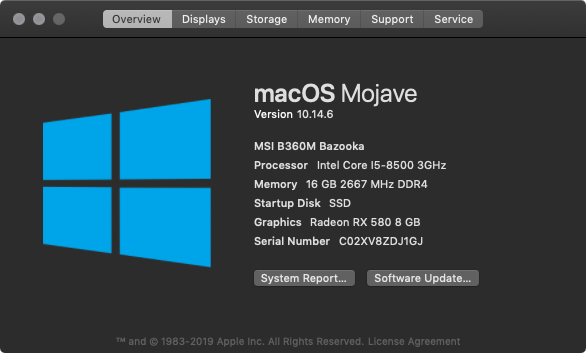 Overview Displays Storage Memory Support Service
macOS Mojave
Version 10.14.6
MSI B360M Bazooka
Processor Intel Core I5-8500 3GHz
Memory 16 GB 2667 MHz DDR4
Startup Disk SSD
Graphics Radeon RX 580 8 GB
Serial Number C02XV8ZDJ1GJ
System Report... Software Update...
™ and © 1983-2019 Apple Inc. All Rights Reserved. License Agreement